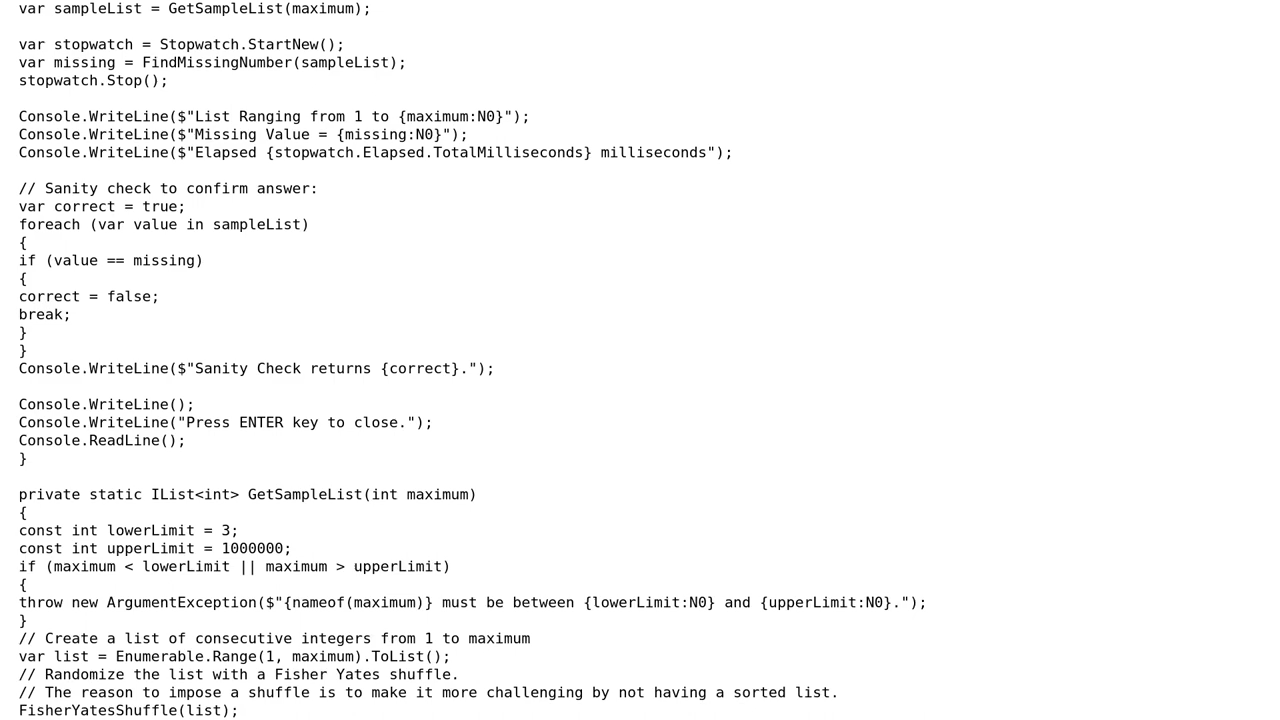 var sampleList = GetSampleList(maximum);

var stopwatch = Stopwatch.StartNew();
var missing = FindMissingNumber(sampleList);
stopwatch.Stop();

Console.WriteLine($"List Ranging from 1 to {maximum:N0}");
Console.WriteLine($"Missing Value = {missing:N0}");
Console.WriteLine($"Elapsed {stopwatch.Elapsed.TotalMilliseconds} milliseconds");

// Sanity check to confirm answer:
var correct = true;
foreach (var value in sampleList)
{
if (value == missing)
{
correct = false;
break;
}
}
Console.WriteLine($"Sanity Check returns {correct}.");

Console.WriteLine();
Console.WriteLine("Press ENTER key to close.");
Console.ReadLine();
}

private static IList<int> GetSampleList(int maximum)
{
const int lowerLimit = 3;
const int upperLimit = 1000000;
if (maximum < lowerLimit || maximum > upperLimit)
{
throw new ArgumentException($"{nameof(maximum)} must be between {lowerLimit:N0} and {upperLimit:N0}.");
}
// Create a list of consecutive integers from 1 to maximum
var list = Enumerable.Range(1, maximum).ToList();
// Randomize the list with a Fisher Yates shuffle.
// The reason to impose a shuffle is to make it more challenging by not having a sorted list.
FisherYatesShuffle(list);